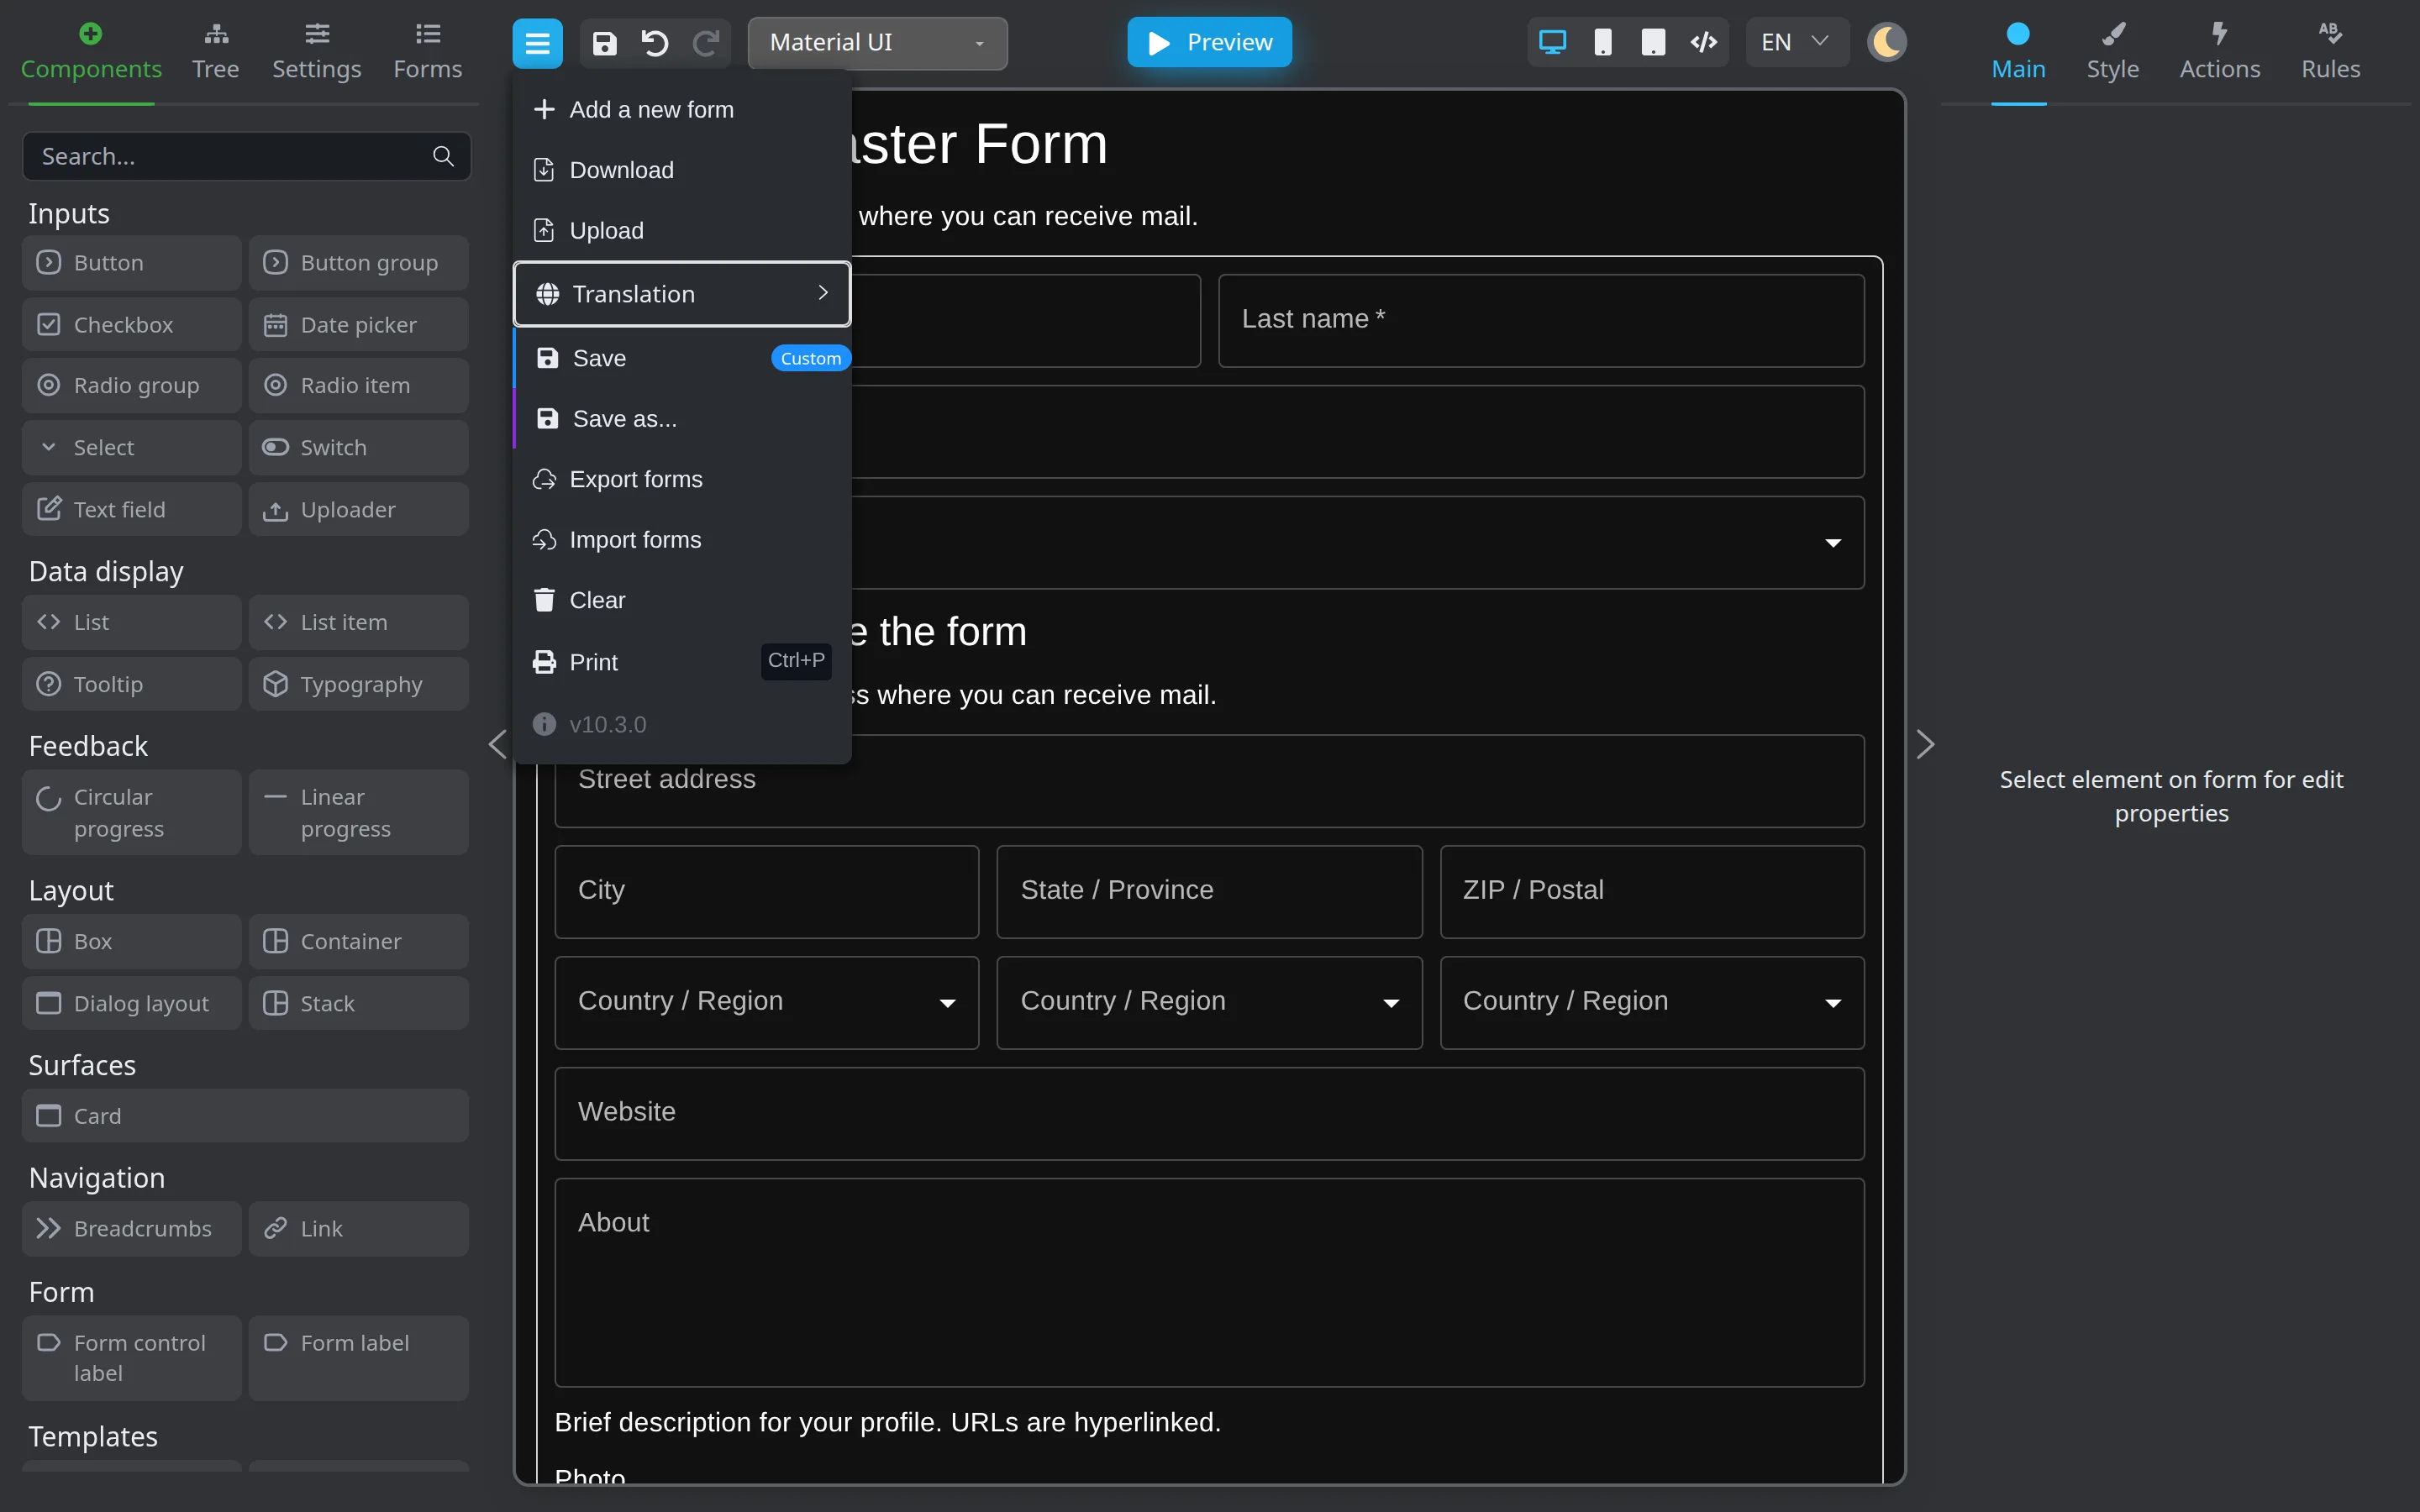 Components
Tree
Settings
Forms
Material UI
Preview
EN
Main
Style
Actions
Rules
Search...
Inputs
Button
Button group
Checkbox
Date picker
Radio group
Radio item
Select
Switch
Text field
Uploader
Data display
List
List item
Tooltip
Typography
Feedback
Circular
progress
Linear
progress
Layout
Box
Container
Dialog layout
Stack
Surfaces
Card
Navigation
Breadcrumbs
Link
Form
Form control
label
Form label
Templates
Add a new form
Download
Upload
Translation
Save
Custom
Save as...
Export forms
Import forms
Clear
Print
Ctrl+P
v10.3.0
aster Form
where you can receive mail.
Last name *
e the form
ss where you can receive mail.
Street address
City
State / Province
ZIP / Postal
Country / Region
Country / Region
Country / Region
Website
About
Brief description for your profile. URLs are hyperlinked.
Photo
Select element on form for edit
properties